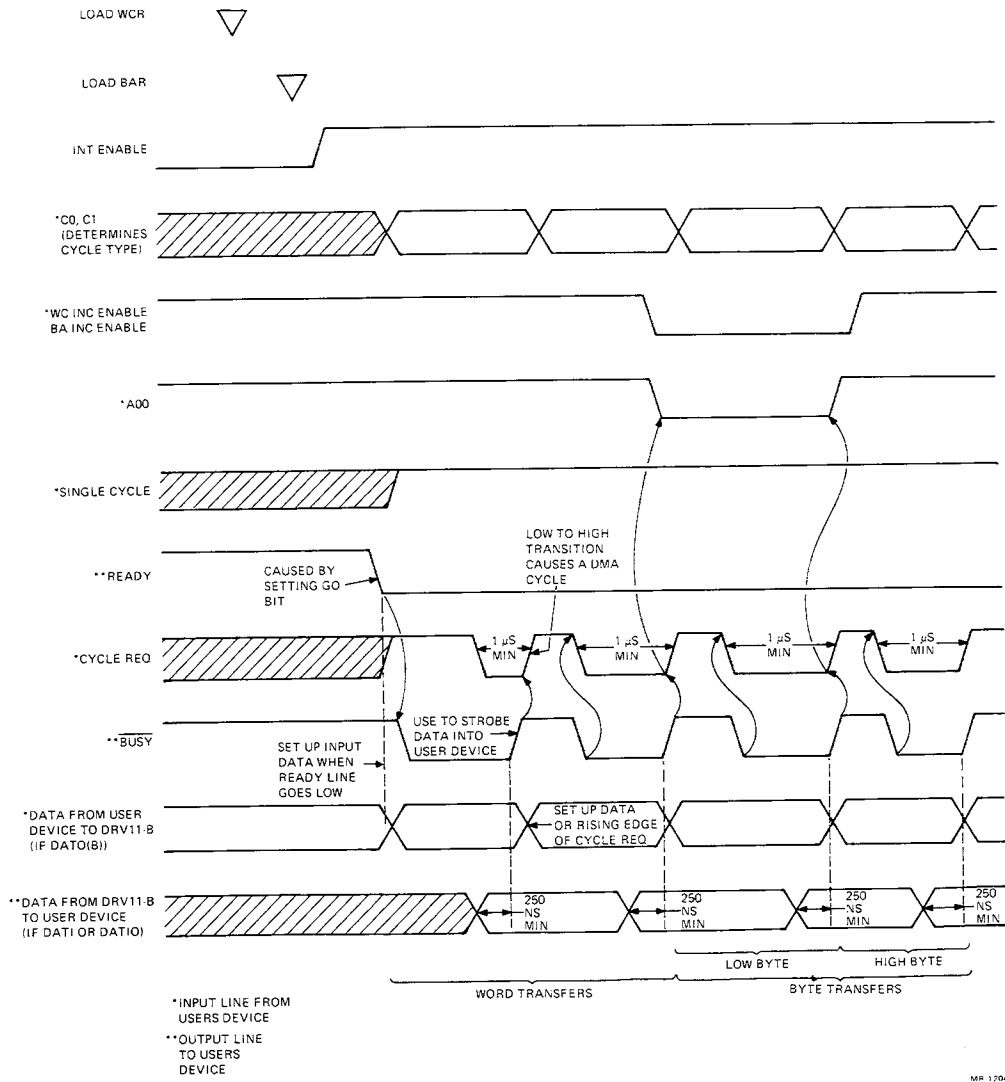 LOAD WCR
LOAD BAR
INT ENABLE
*C0, C1
(DETERMINES
CYCLE TYPE)
*WC INC ENABLE
BA INC ENABLE
*A00
*SINGLE CYCLE
LOW TO HIGH
TRANSITION
CAUSES A DMA
CYCLE
**READY
CAUSED BY
SETTING GO
BIT
*CYCLE REQ
1 µS
MIN
1 µS
MIN
1 µS
MIN
1 µS
MIN
**BUSY
USE TO STROBE
DATA INTO
USER DEVICE
SET UP INPUT
DATA WHEN
READY LINE
GOES LOW
*DATA FROM USER
DEVICE TO DRV11-B
(IF DATO(B))
SET UP DATA
OR RISING EDGE
OF CYCLE REQ
**DATA FROM DRV11-B
TO USER DEVICE
(IF DATI OR DATIO)
250
NS
MIN
250
NS
MIN
250
NS
MIN
250
NS
MIN
LOW BYTE
HIGH BYTE
WORD TRANSFERS
BYTE TRANSFERS
*INPUT LINE FROM
USERS DEVICE
**OUTPUT LINE
TO USERS
DEVICE